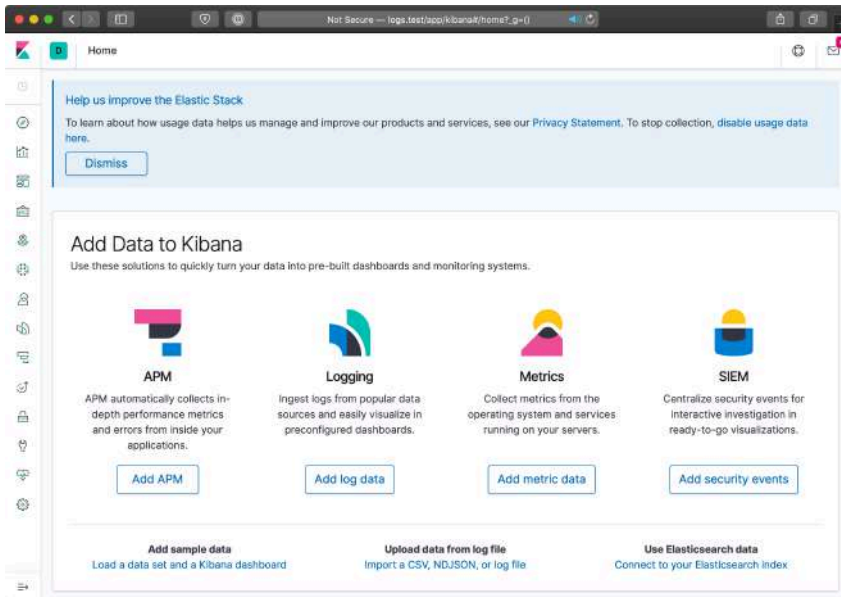 Not Secure — logs.test/app/kibana#/home?_g=()
D Home
Help us improve the Elastic Stack
To learn about how usage data helps us manage and improve our products and services, see our Privacy Statement. To stop collection, disable usage data
here.
Dismiss
Add Data to Kibana
Use these solutions to quickly turn your data into pre-built dashboards and monitoring systems.
APM
APM automatically collects in-
depth performance metrics
and errors from inside your
applications.
Add APM
Logging
Ingest logs from popular data
sources and easily visualize in
preconfigured dashboards.
Add log data
Metrics
Collect metrics from the
operating system and services
running on your servers.
Add metric data
SIEM
Centralize security events for
interactive investigation in
ready-to-go visualizations.
Add security events
Add sample data
Load a data set and a Kibana dashboard
Upload data from log file
Import a CSV, NDJSON, or log file
Use Elasticsearch data
Connect to your Elasticsearch index